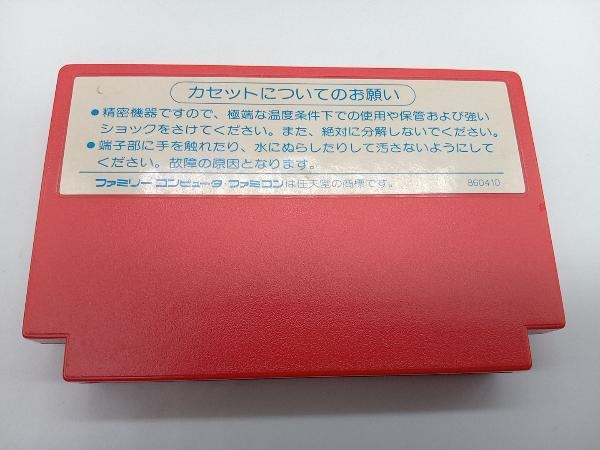 カセットについてのお願い
●精密機器ですので、極端な温度条件下での使用や保管および強い
ショックをさけてください。また、絶対に分解しないでください。
●端子部に手を触れたり、水にぬらしたりして汚さないようにして
ください。故障の原因となります。
ファミリーコンピュータ・ファミコンは任天堂の商標です。 860410